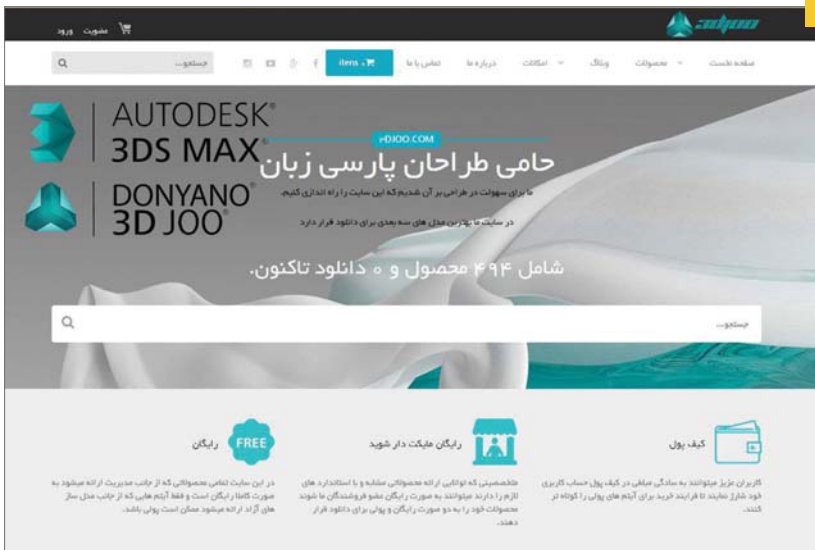 عضویت ورود
3djoo
صفحه نخست محصولات وبلاگ امکانات درباره ما تماس با ما
جستجو...
AUTODESK®
3DS MAX®
DONYANO®
3D JOO®
حامی طراحان پارسی زبان
ما برای سهولت در طراحی بر آن شدیم که این سایت را راه اندازی کنیم.
در سایت ما بهترین مدل های سه بعدی برای دانلود قرار دارد
شامل ۴۹۴ محصول و ۰ دانلود تاکنون.
جستجو...
کیف پول
کاربران عزیز میتوانند به سادگی مبلغی در کیف پول حساب کاربری
خود شارژ نمایند تا فرایند خرید برای آیتم های پولی را کوتاه تر
کنند.
رایگان مایکت دار شوید
متخصصینی که توانایی ارائه محصولاتی مشابه و با استاندارد های
لازم را دارند میتوانند به صورت رایگان عضو فروشندگان ما شوند
محصولات خود را به دو صورت رایگان و پولی برای دانلود قرار
دهند.
FREE
رایگان
در این سایت تمامی محصولاتی که از جانب مدیریت ارائه میشود به
صورت کاملا رایگان است و فقط آیتم هایی که از جانب مدل ساز
های آزاد ارائه میشود ممکن است پولی باشد.